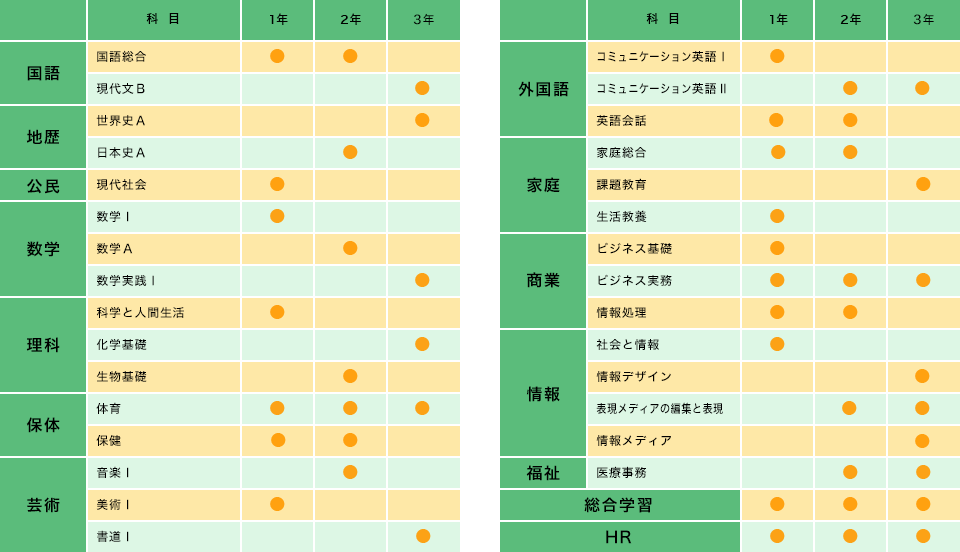 科 目 1年 2年 3年
国語 国語総合 ● ●
現代文B ●
地歴 世界史A ●
日本史A ●
公民 現代社会 ●
数学 数学Ⅰ ●
数学A ●
数学実践Ⅰ ●
理科 科学と人間生活 ●
化学基礎 ●
生物基礎 ●
保体 体育 ● ● ●
保健 ● ●
芸術 音楽Ⅰ ●
美術Ⅰ ●
書道Ⅰ ●
科 目 1年 2年 3年
外国語 コミュニケーション英語Ⅰ ●
コミュニケーション英語Ⅱ ● ●
英語会話 ● ●
家庭 家庭総合 ● ●
課題教育 ●
生活教養 ●
商業 ビジネス基礎 ●
ビジネス実務 ● ● ●
情報処理 ● ●
情報 社会と情報 ●
情報デザイン ●
表現メディアの編集と表現 ● ●
情報メディア ●
福祉 医療事務 ● ●
総合学習 ● ● ●
HR ● ● ●